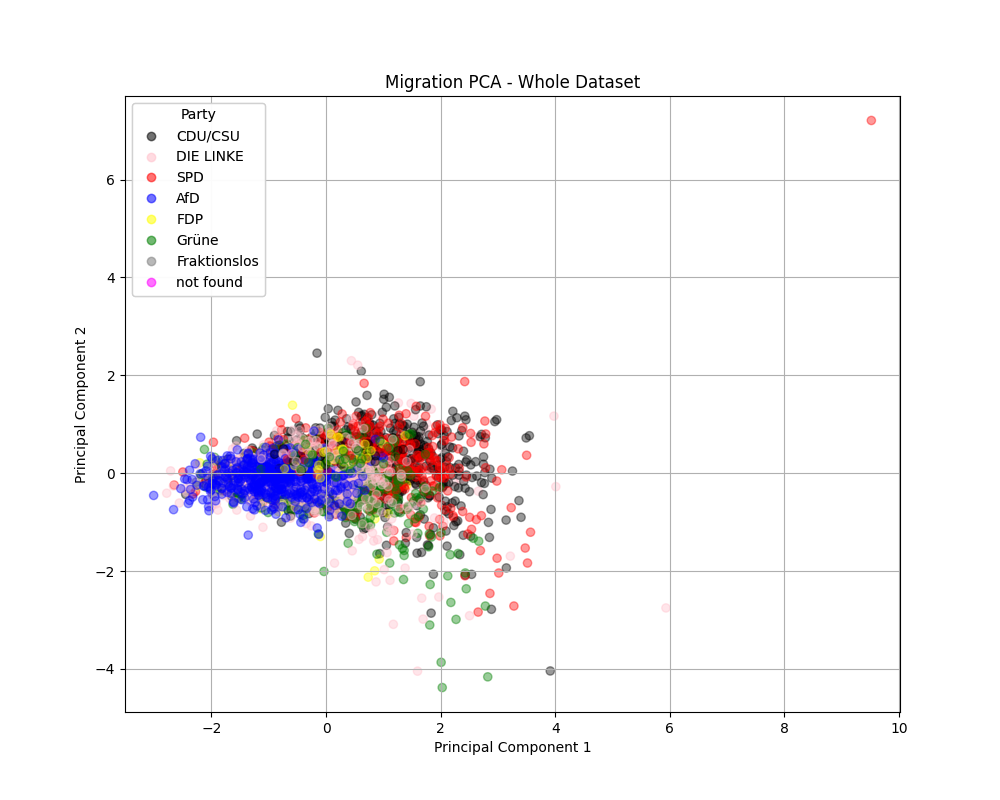 Migration PCA - Whole Dataset
Party
CDU/CSU
DIE LINKE
SPD
AfD
FDP
Grüne
Fraktionslos
not found
6
4
2
0
−2
−4
Principal Component 2
−2
0
2
4
6
8
10
Principal Component 1